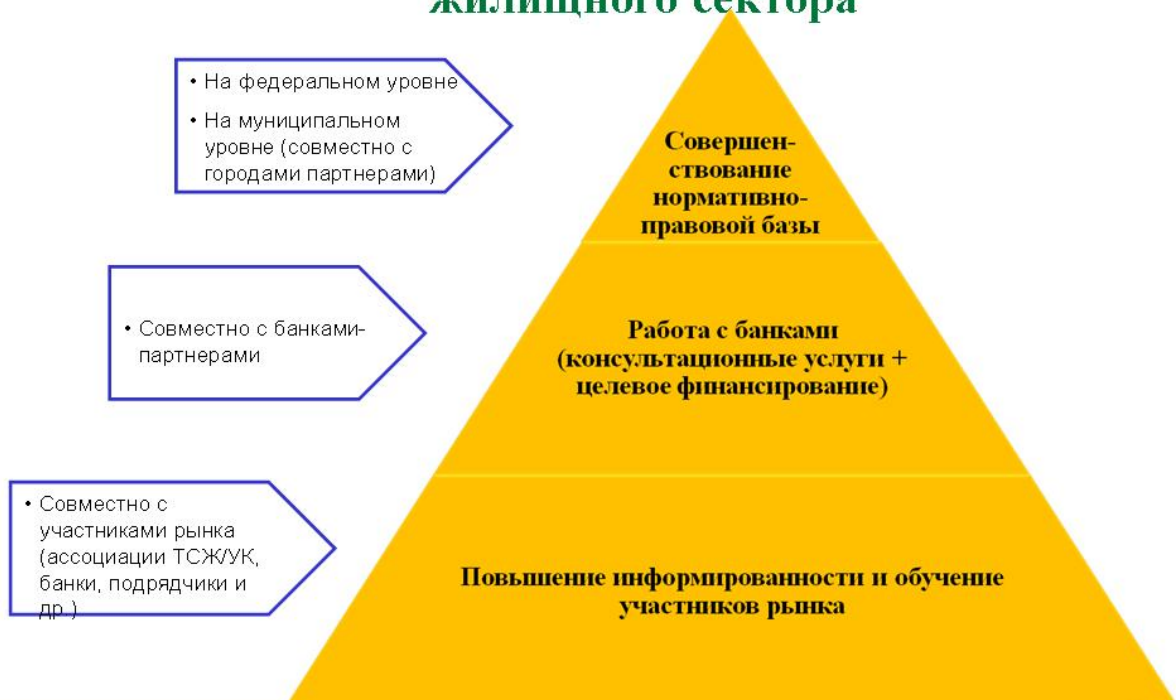 жилищного сектора
• На федеральном уровне
• На муниципальном
уровне (совместно с
городами партнерами)
Совершен-
ствование
нормативно-
правовой базы
• Совместно с банками-
партнерами
Работа с банками
(консультационные услуги +
целевое финансирование)
• Совместно с
участниками рынка
(ассоциации ТСЖ/УК,
банки, подрядчики и
др.)
Повышение информированности и обучение
участников рынка